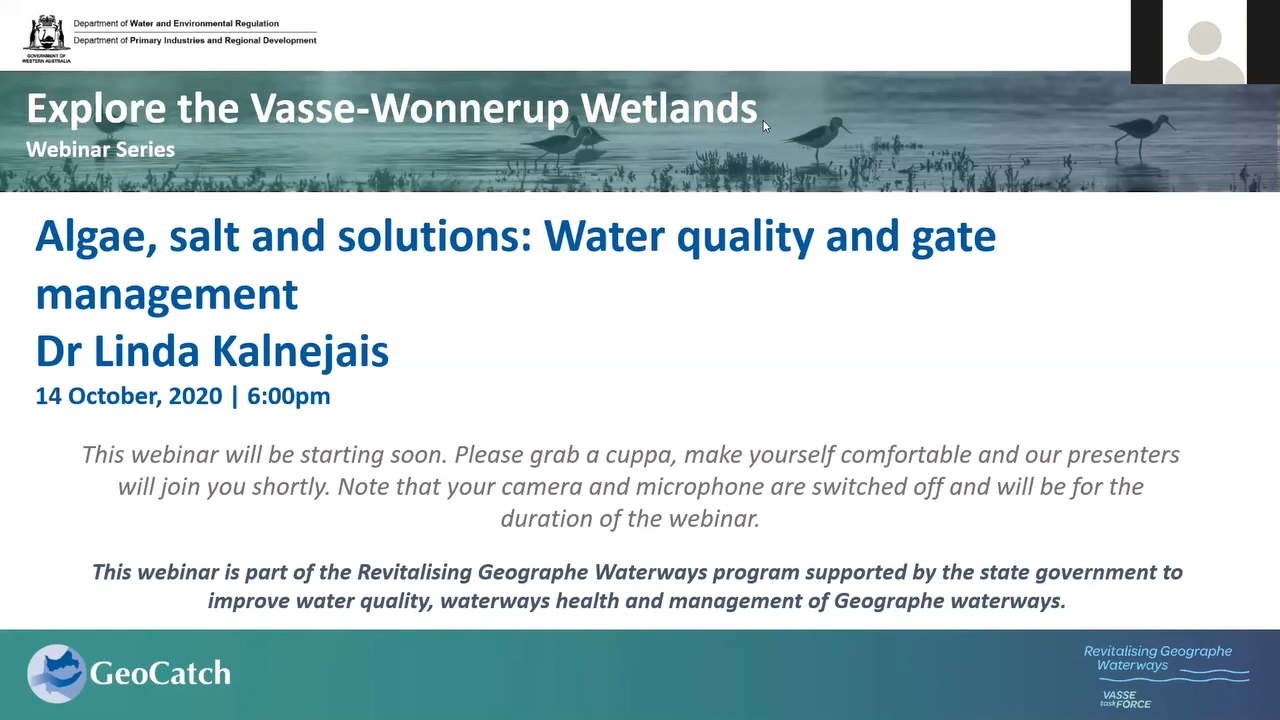 Department of Water and Environmental Regulation
Department of Primary Industries and Regional Development
GOVERNMENT OF
WESTERN AUSTRALIA
Explore the Vasse-Wonnerup Wetlands
Webinar Series
Algae, salt and solutions: Water quality and gate
management
Dr Linda Kalnejais
14 October, 2020 | 6:00pm
This webinar will be starting soon. Please grab a cuppa, make yourself comfortable and our presenters
will join you shortly. Note that your camera and microphone are switched off and will be for the
duration of the webinar.
This webinar is part of the Revitalising Geographe Waterways program supported by the state government to
improve water quality, waterways health and management of Geographe waterways.
GeoCatch
Revitalising Geographe
Waterways
VASSE
taskFORCE